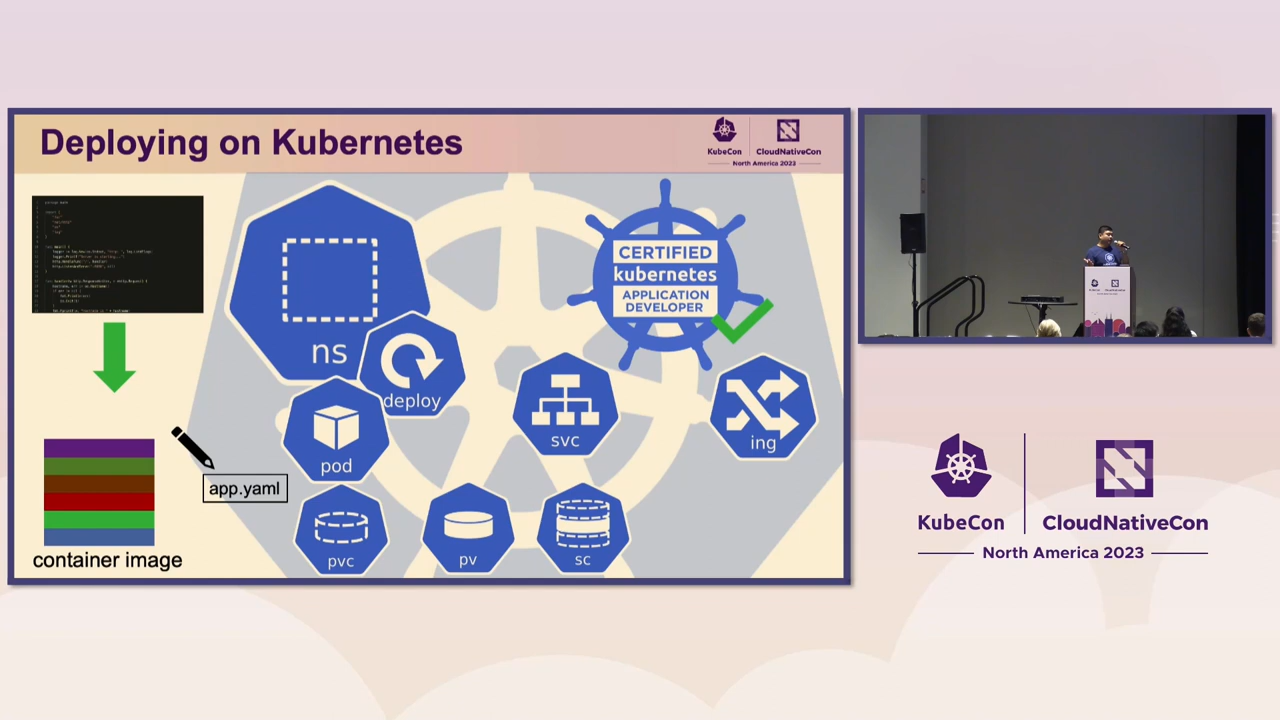 Deploying on Kubernetes
KubeCon
CloudNativeCon
North America 2023
ns
deploy
pod
svc
ing
pvc
pv
sc
CERTIFIED
kubernetes
APPLICATION
DEVELOPER
app.yaml
container image
KubeCon
CloudNativeCon
North America 2023